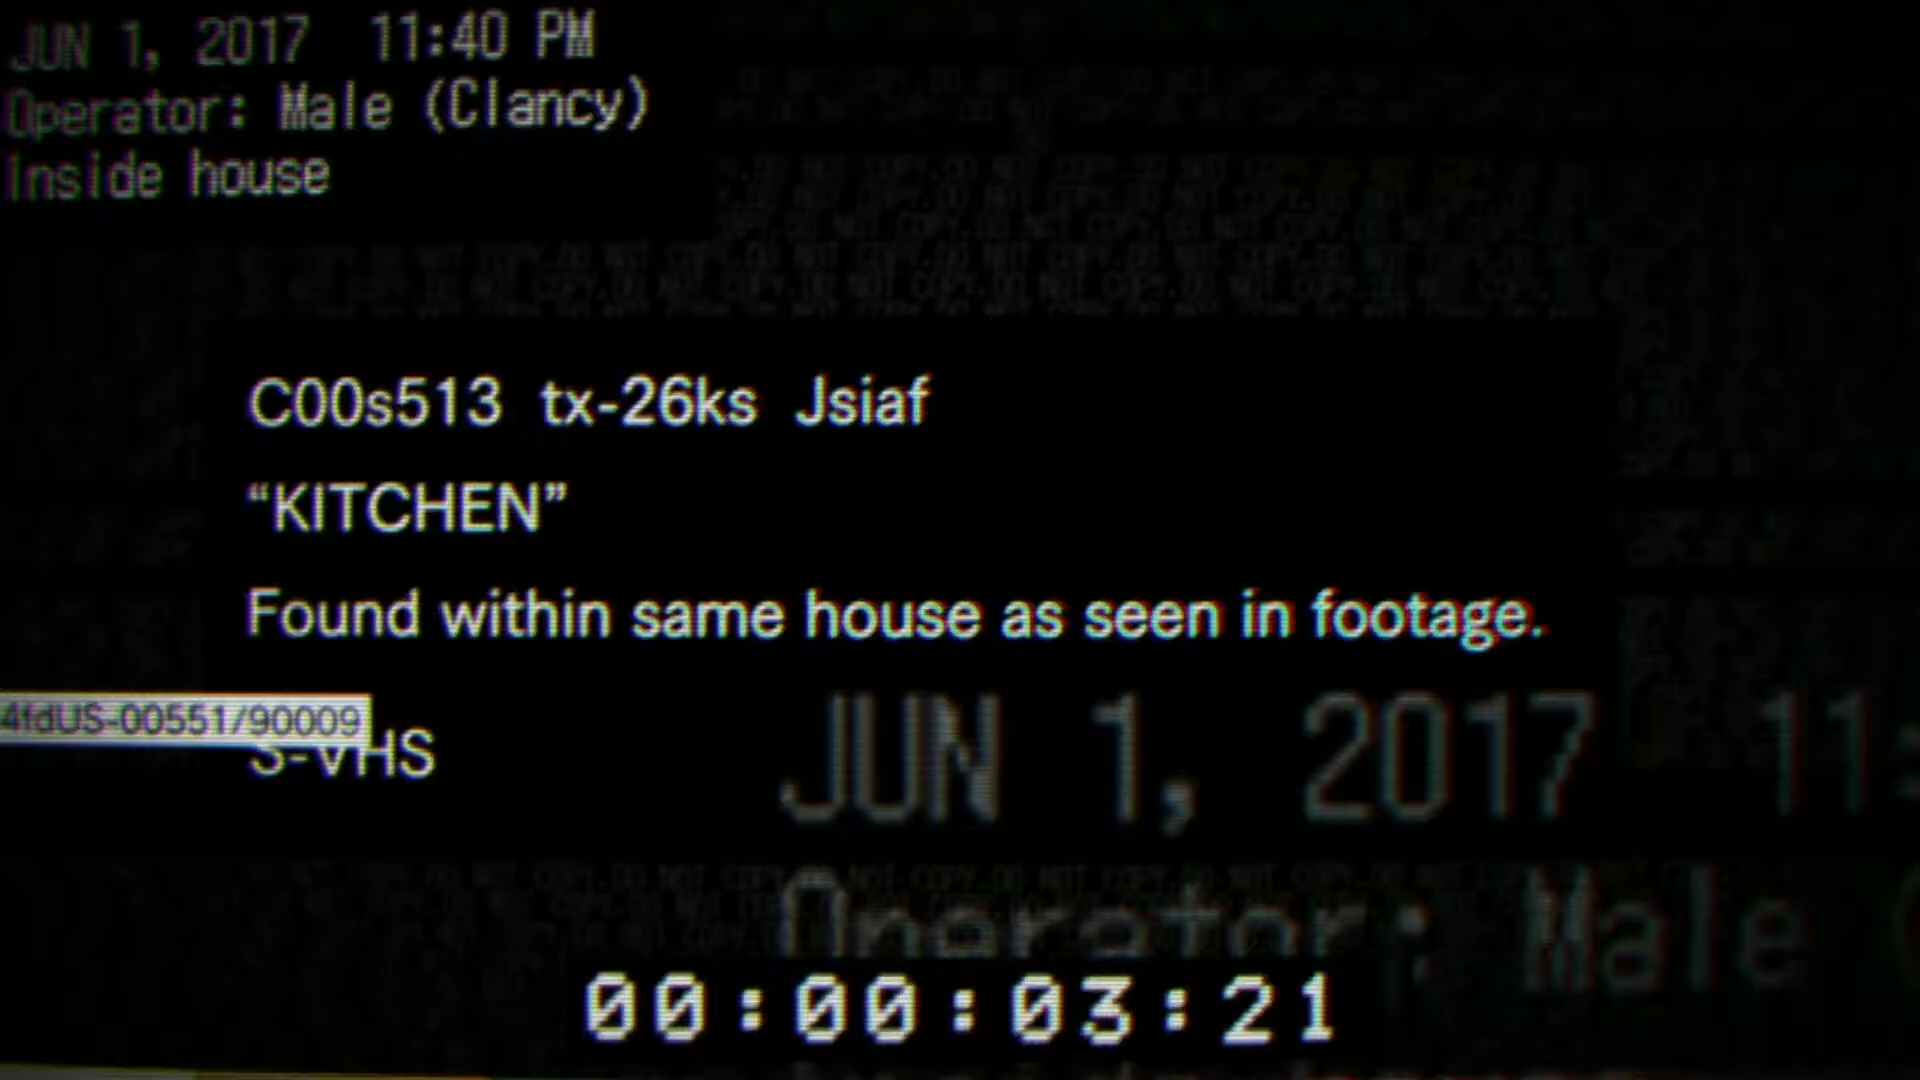 JUN 1, 2017 11:40 PM
Operator: Male (Clancy)
Inside house
C00s513 tx-26ks Jsiaf
“KITCHEN”
Found within same house as seen in footage.
4fdUS-00551/90009
S-VHS
JUN 1, 2017 11:
Operator: Male (
00:00:03:21